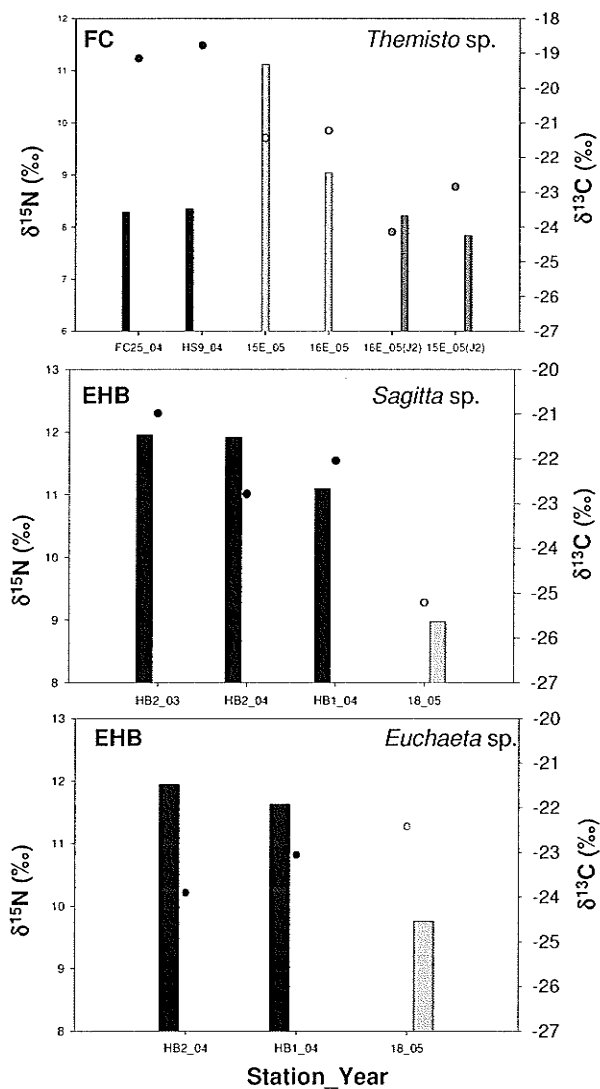 FC
Themisto sp.
12
11
10
9
8
7
6
δ15N (‰)
-18
-19
-20
-21
-22
-23
-24
-25
-26
-27
δ13C (‰)
FC25_04 HS9_04 15E_05 16E_05 16E_05(J2) 15E_05(J2)
EHB
Sagitta sp.
13
12
11
10
9
8
δ15N (‰)
-20
-21
-22
-23
-24
-25
-26
-27
δ13C (‰)
HB2_03 HB2_04 HB1_04 18_05
EHB
Euchaeta sp.
13
12
11
10
9
8
δ15N (‰)
-20
-21
-22
-23
-24
-25
-26
-27
δ13C (‰)
HB2_04 HB1_04 18_05
Station_Year